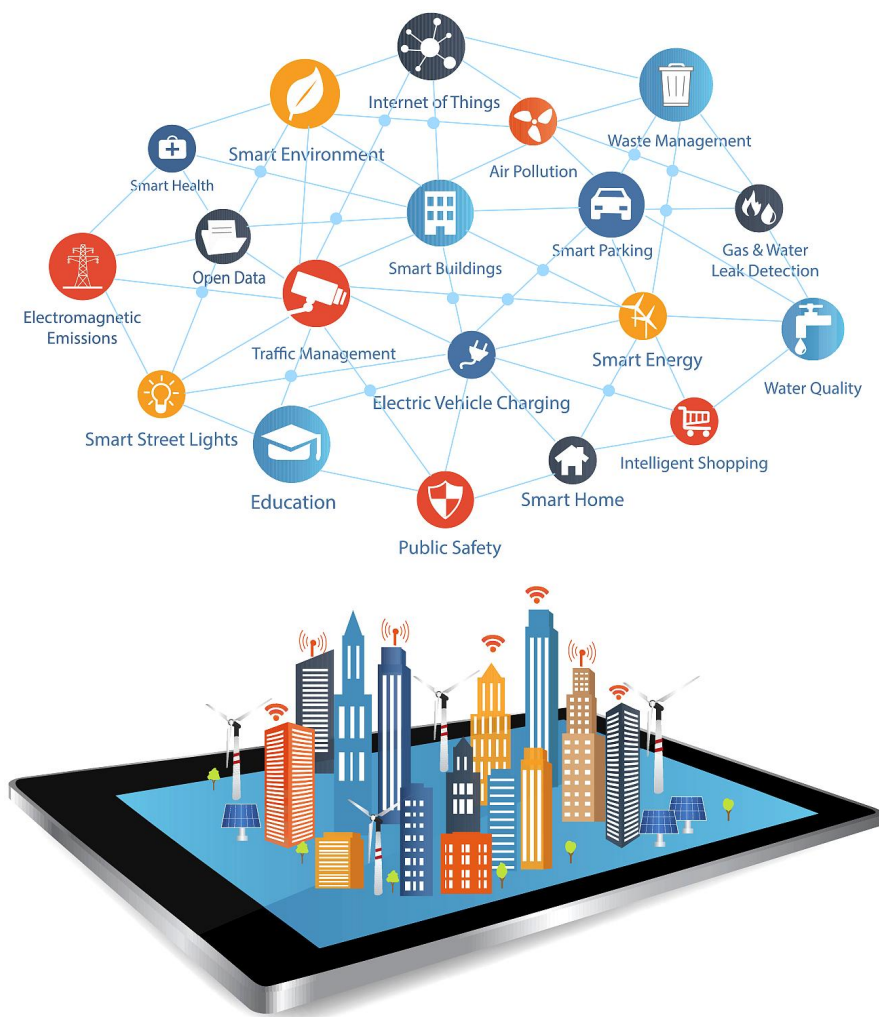 Internet of Things
Smart Environment
Waste Management
Air Pollution
Smart Health
Open Data
Smart Buildings
Smart Parking
Gas & Water
Leak Detection
Electromagnetic
Emissions
Traffic Management
Smart Energy
Water Quality
Electric Vehicle Charging
Smart Street Lights
Intelligent Shopping
Education
Smart Home
Public Safety